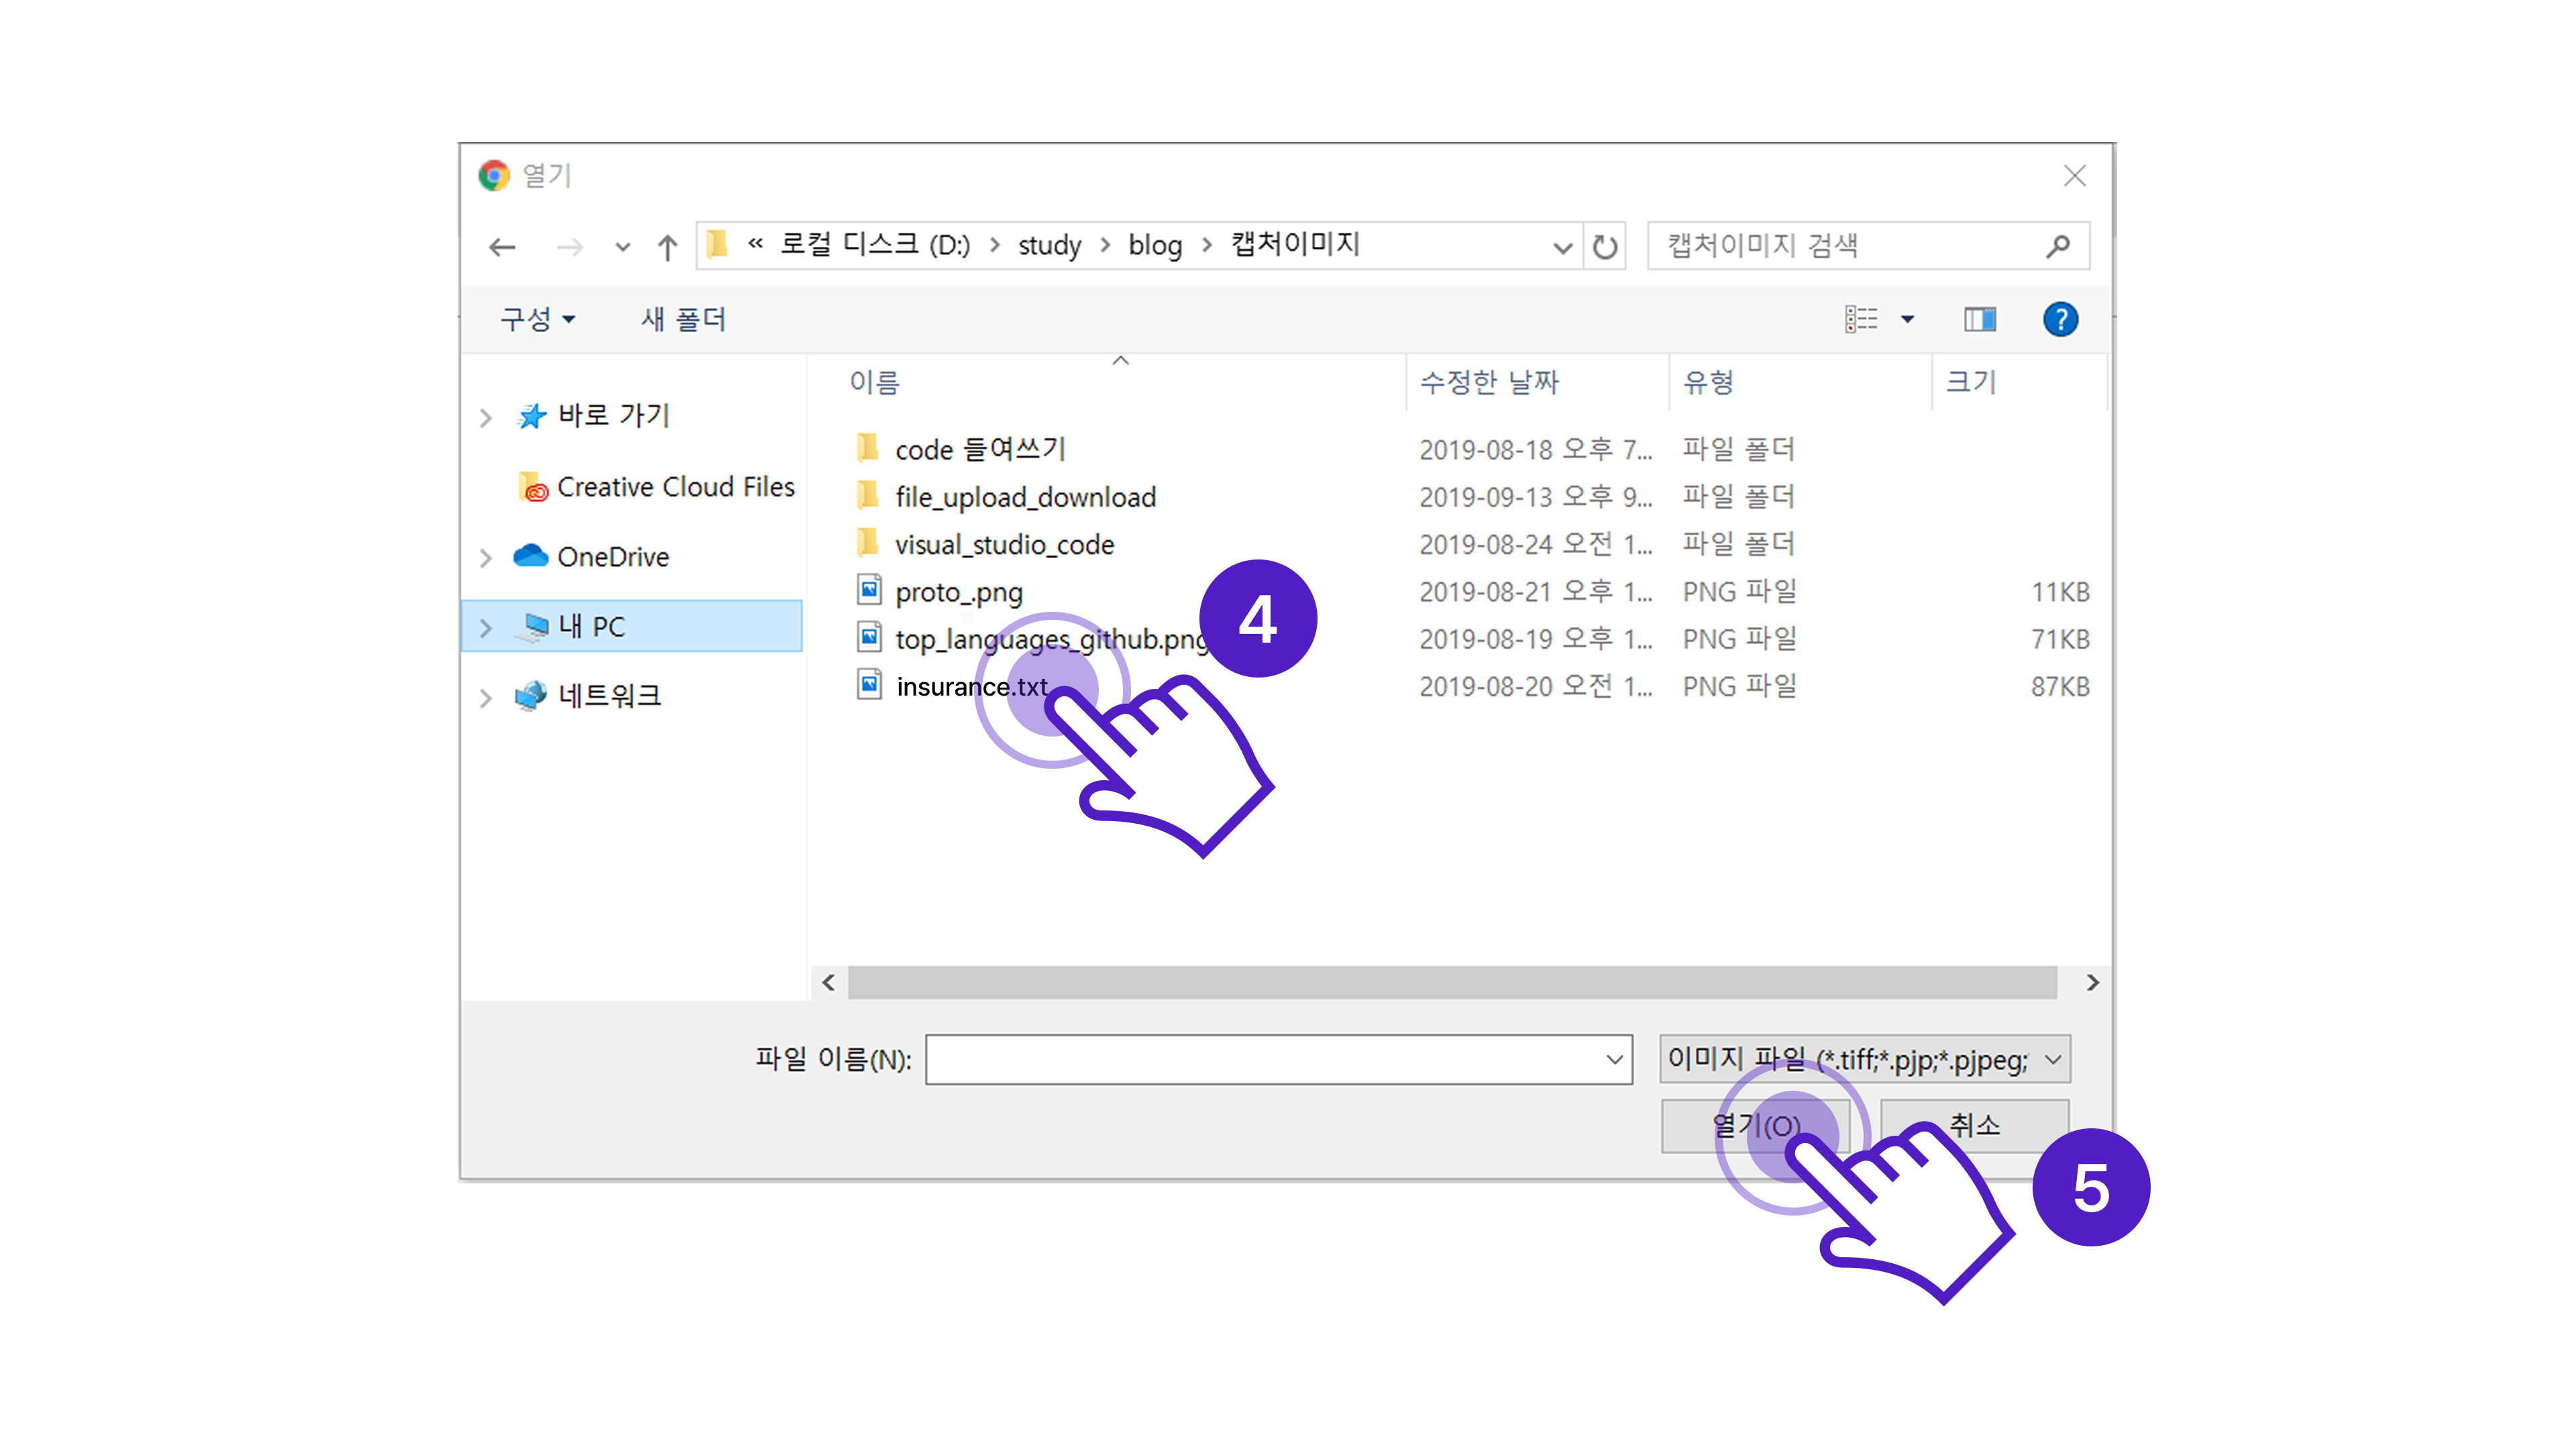 열기
« 로컬 디스크 (D:) > study > blog > 캡처이미지
캡처이미지 검색
구성
새 폴더
?
바로 가기
Creative Cloud Files
OneDrive
내 PC
네트워크
이름 수정한 날짜 유형 크기
code 들여쓰기 2019-08-18 오후 7... 파일 폴더
file_upload_download 2019-09-13 오후 9... 파일 폴더
visual_studio_code 2019-08-24 오전 1... 파일 폴더
proto_.png 2019-08-21 오후 1... PNG 파일 11KB
top_languages_github.png 2019-08-19 오후 1... PNG 파일 71KB
insurance.txt 2019-08-20 오전 1... PNG 파일 87KB
4
파일 이름(N):
이미지 파일 (*.tiff;*.pjp;*.pjpeg;
열기(O)
취소
5